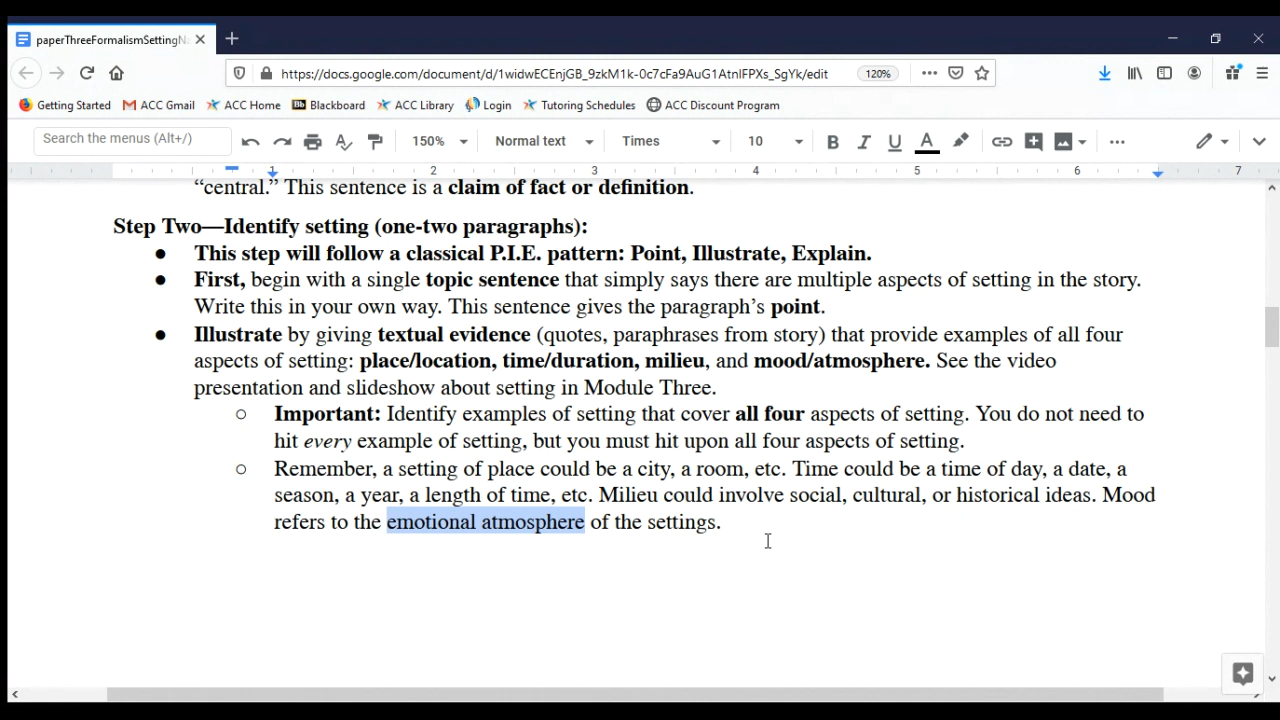 paperThreeFormalismSettingN
https://docs.google.com/document/d/1widwECEnjGB_9zkM1k-0c7cFa9AuG1AtnlFPXs_SgYk/edit 120%
Getting Started ACC Gmail ACC Home Bb Blackboard ACC Library Login Tutoring Schedules ACC Discount Program
Search the menus (Alt+/) 150% Normal text Times 10 B I U A
1 2 3 4 5 6 7
“central.” This sentence is a claim of fact or definition.
Step Two—Identify setting (one-two paragraphs):
● This step will follow a classical P.I.E. pattern: Point, Illustrate, Explain.
● First, begin with a single topic sentence that simply says there are multiple aspects of setting in the story.
Write this in your own way. This sentence gives the paragraph’s point.
● Illustrate by giving textual evidence (quotes, paraphrases from story) that provide examples of all four
aspects of setting: place/location, time/duration, milieu, and mood/atmosphere. See the video
presentation and slideshow about setting in Module Three.
○ Important: Identify examples of setting that cover all four aspects of setting. You do not need to
hit every example of setting, but you must hit upon all four aspects of setting.
○ Remember, a setting of place could be a city, a room, etc. Time could be a time of day, a date, a
season, a year, a length of time, etc. Milieu could involve social, cultural, or historical ideas. Mood
refers to the emotional atmosphere of the settings.